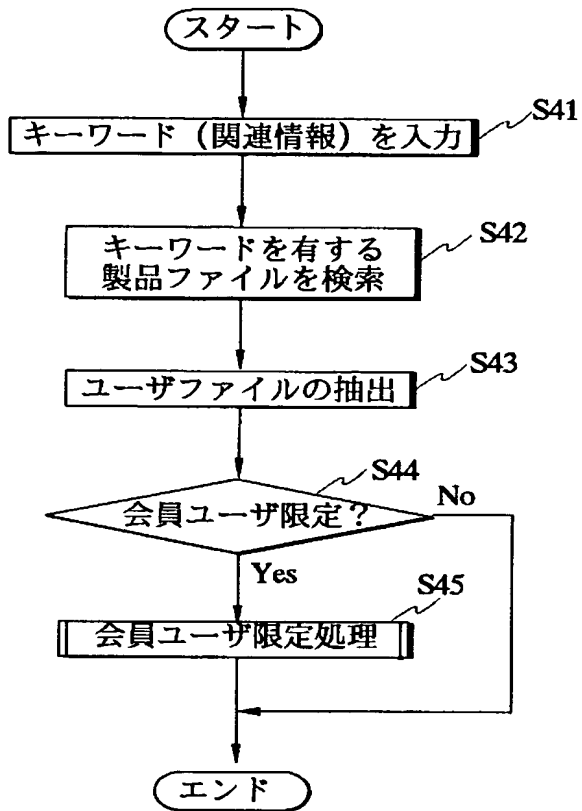 スタート
S41
キーワード（関連情報）を入力
S42
キーワードを有する
製品ファイルを検索
S43
ユーザファイルの抽出
S44
会員ユーザ限定？
No
Yes
S45
会員ユーザ限定処理
エンド